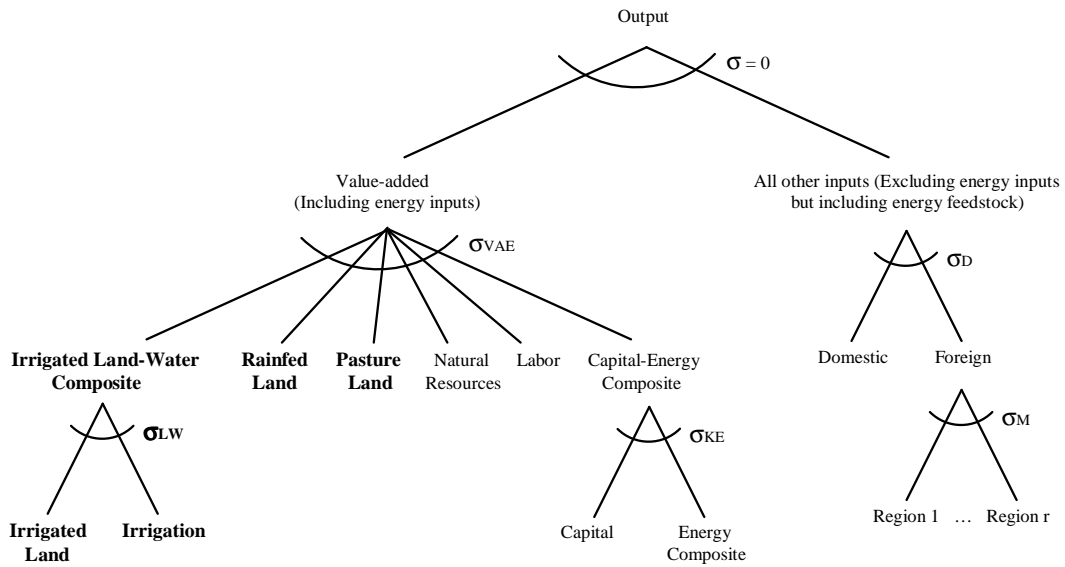 Output
σ = 0
Value-added
(Including energy inputs)
All other inputs (Excluding energy inputs
but including energy feedstock)
σVAE
σD
Irrigated Land-Water
Composite
Rainfed
Land
Pasture
Land
Natural
Resources
Labor
Capital-Energy
Composite
Domestic
Foreign
σLW
σKE
σM
Irrigated
Land
Irrigation
Capital
Energy
Composite
Region 1 … Region r